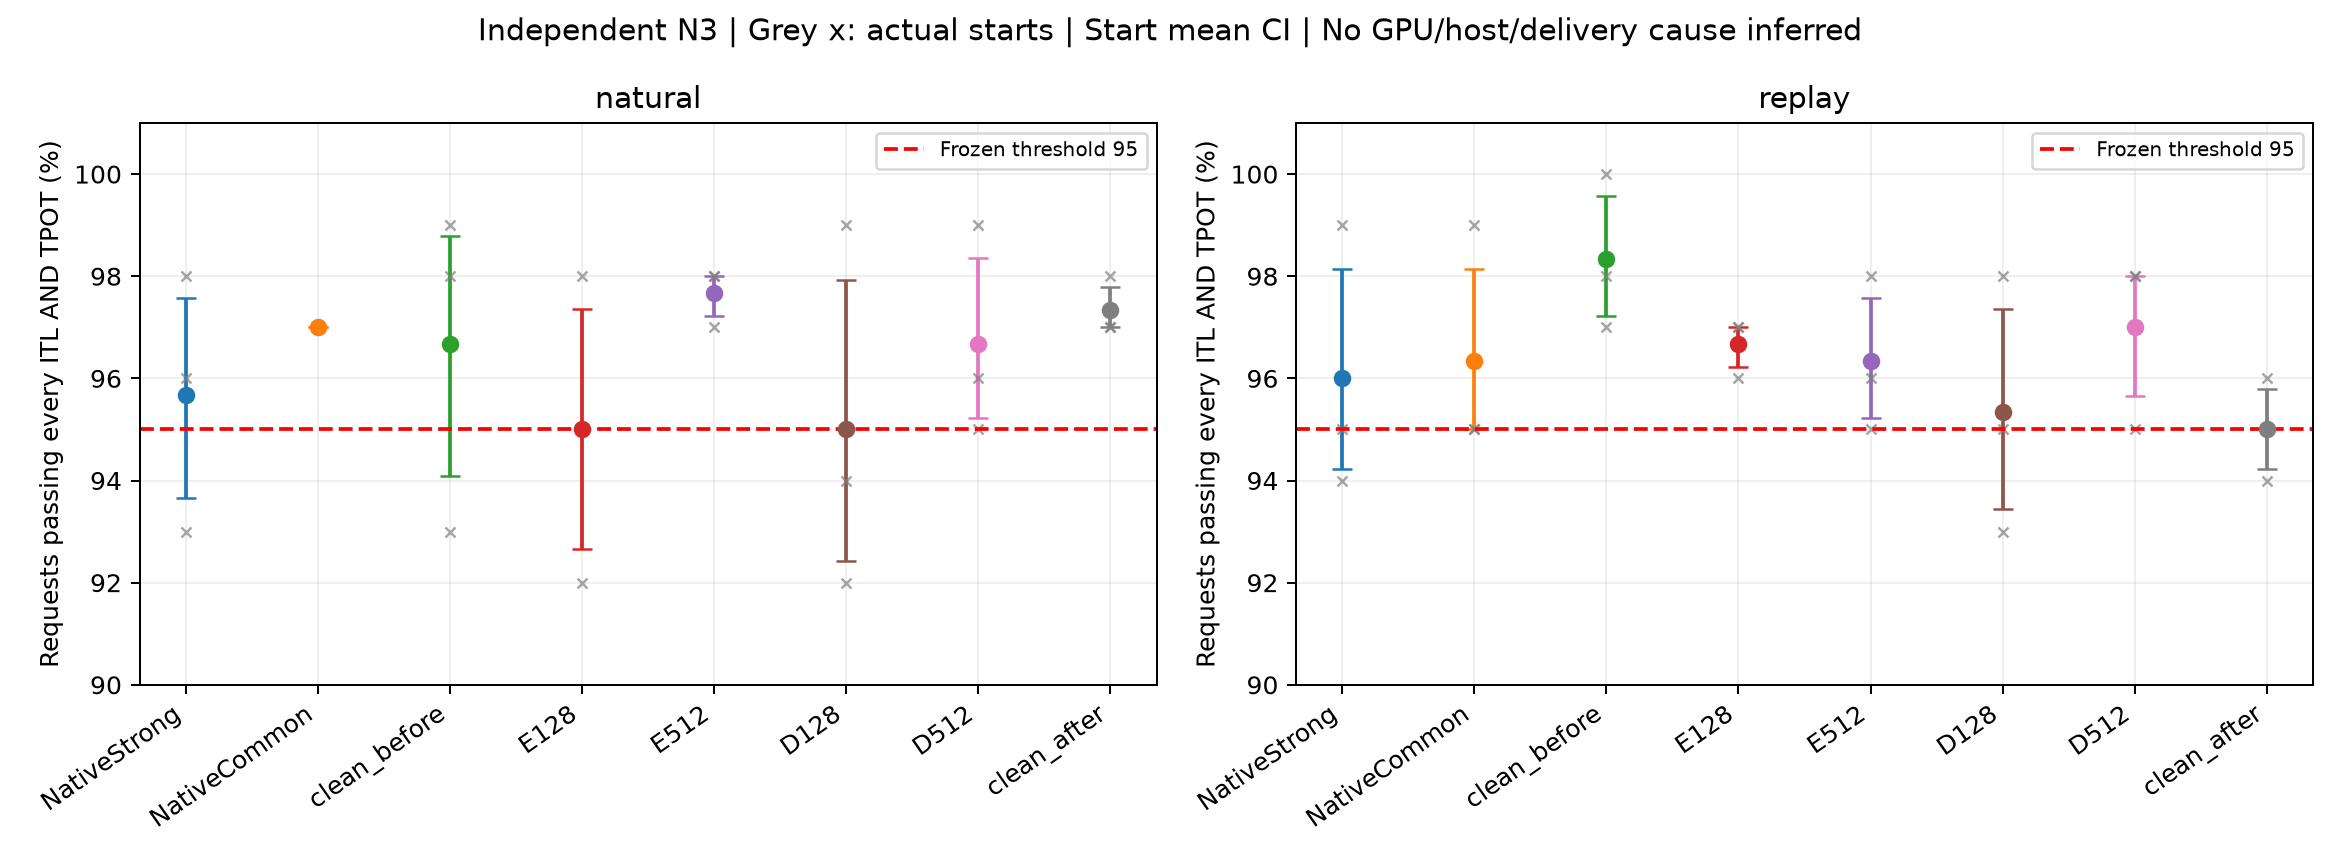 Independent N3 | Grey x: actual starts | Start mean CI | No GPU/host/delivery cause inferred
natural
Requests passing every ITL AND TPOT (%)
100
98
96
94
92
90
Frozen threshold 95
NativeStrong
NativeCommon
clean_before
E128
E512
D128
D512
clean_after
replay
Requests passing every ITL AND TPOT (%)
100
98
96
94
92
90
Frozen threshold 95
NativeStrong
NativeCommon
clean_before
E128
E512
D128
D512
clean_after